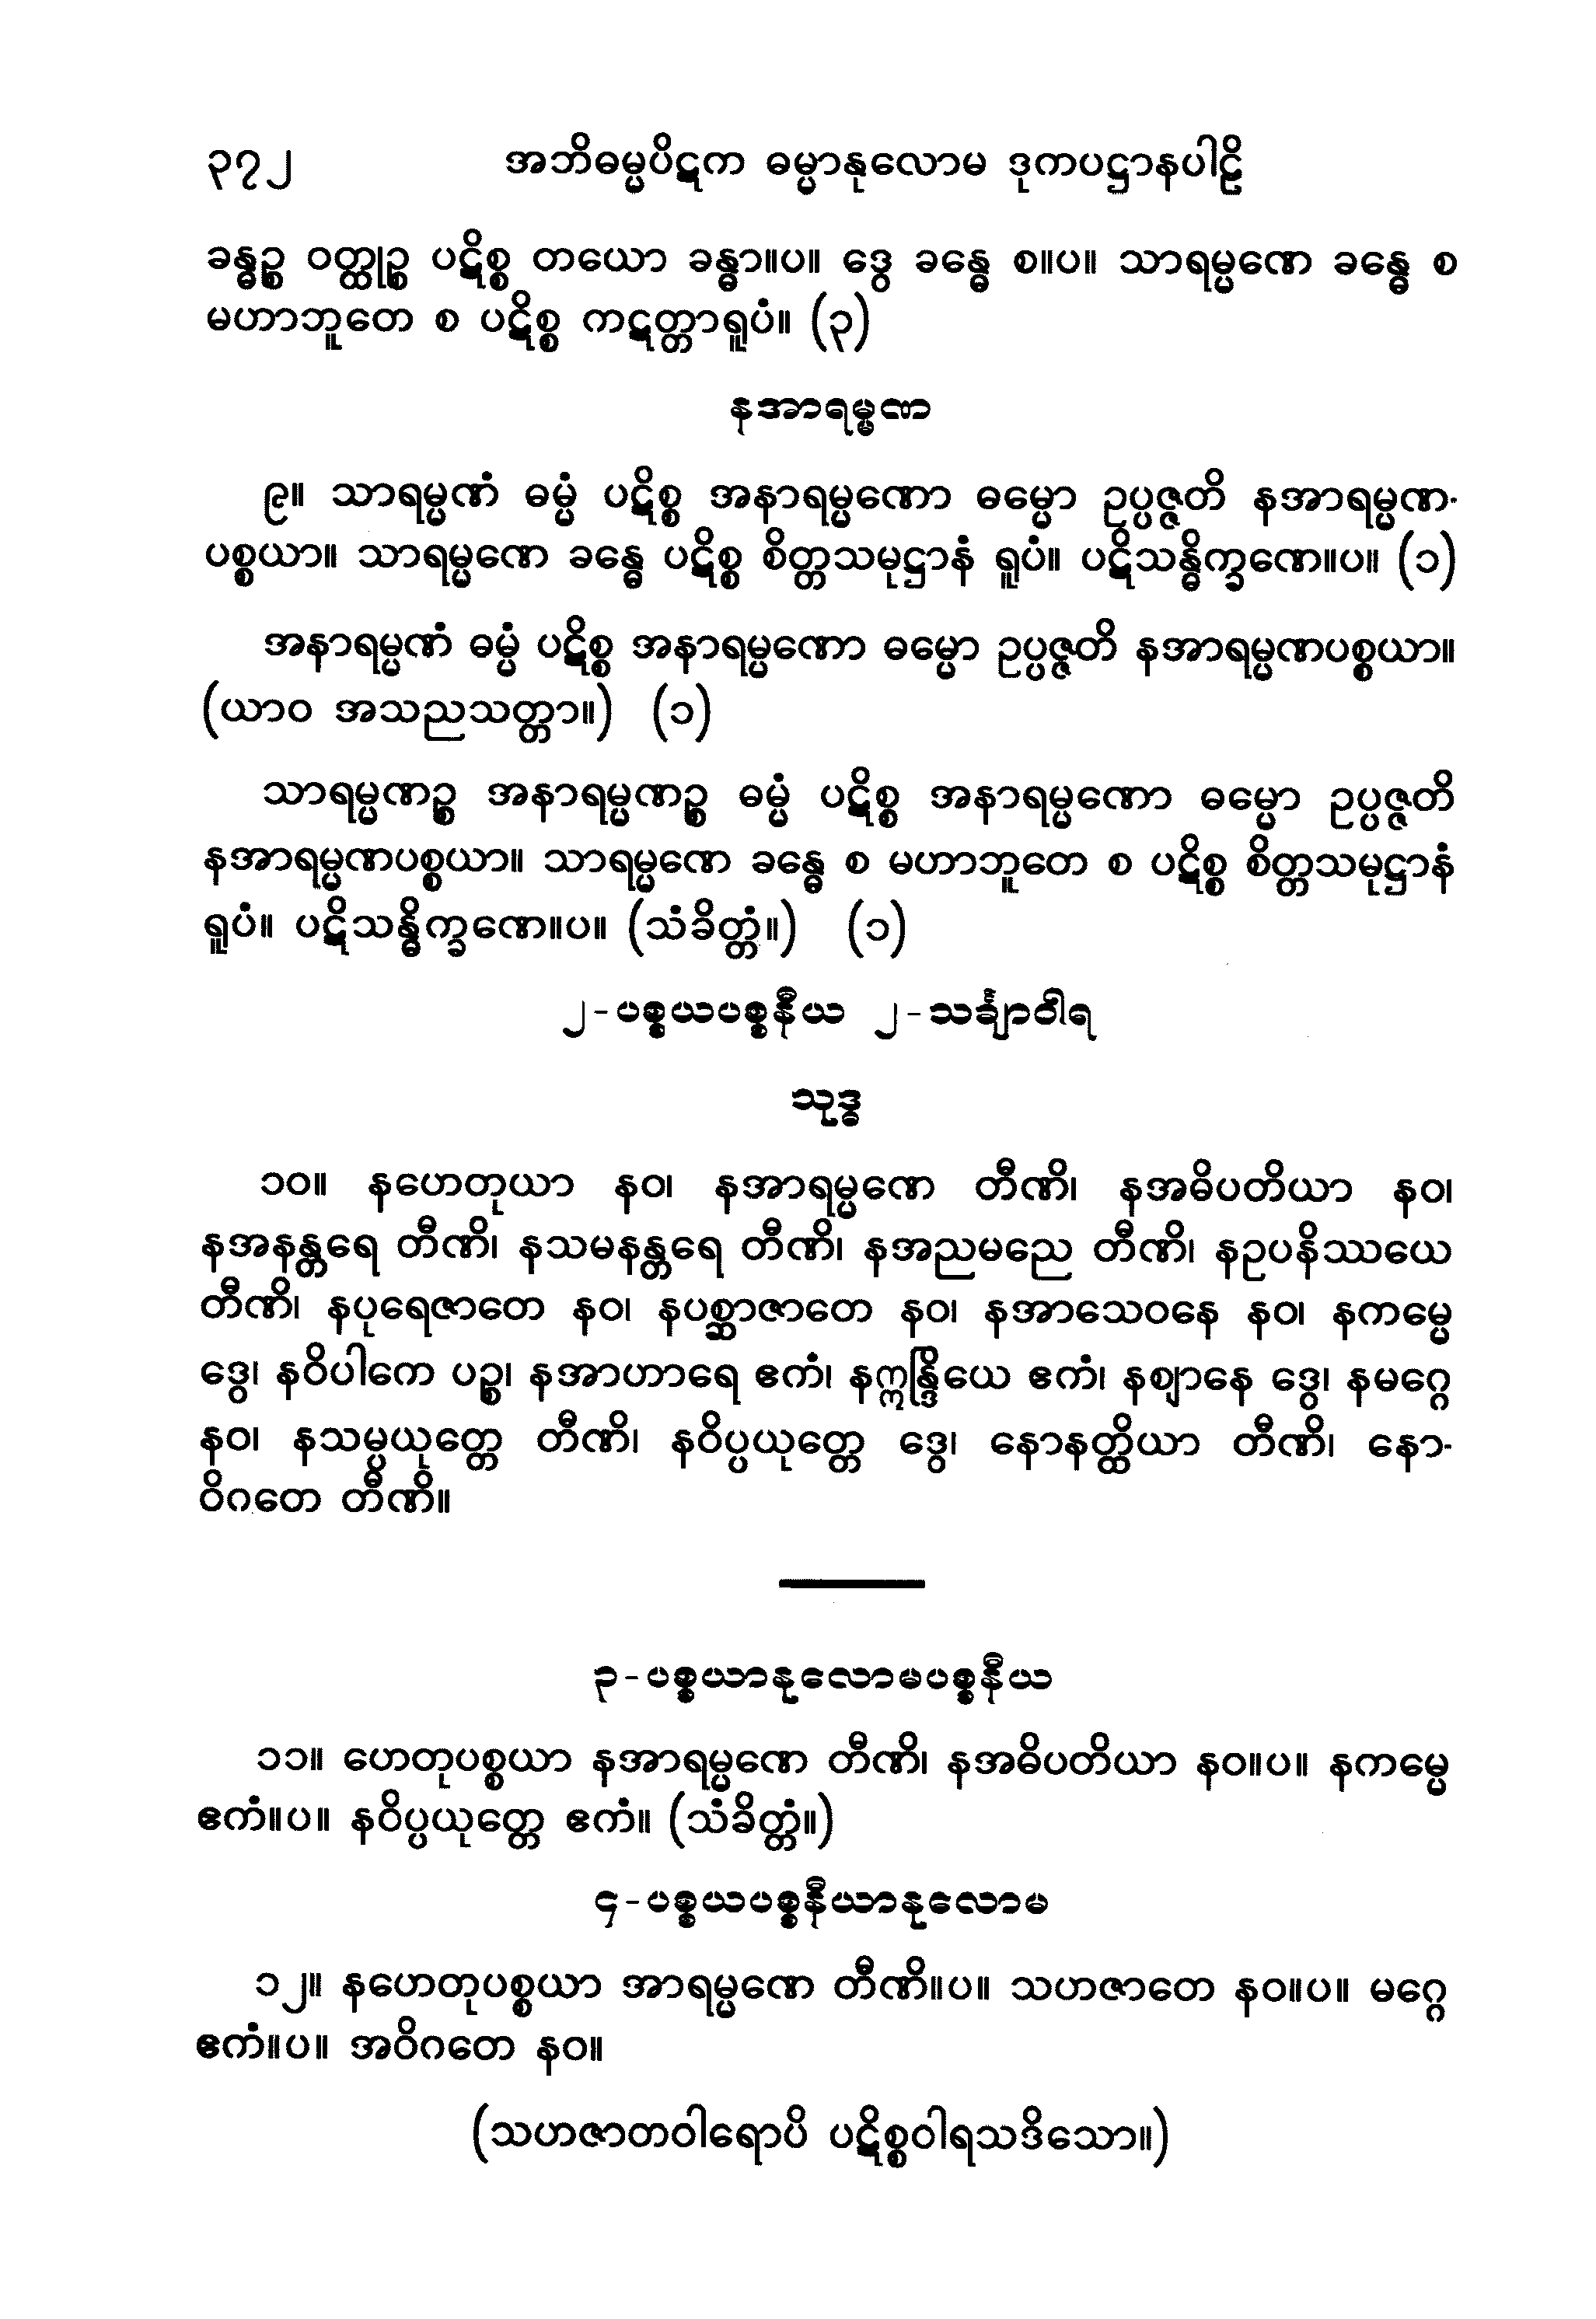 ၃၇၂ အဘိဓမ္မပိဋက ဓမ္မာနုလောမ ဒုကပဋ္ဌာနပါဠိ
ခန္ဓဉ္စ ဝတ္ထုဉ္စ ပဋိစ္စ တယော ခန္ဓာ။ပ။ ဒွေ ခန္ဓေ စ။ပ။ သာရမ္မဏေ ခန္ဓေ စ
မဟာဘူတေ စ ပဋိစ္စ ကဋတ္တာရူပံ။ (၃)
နအာရမ္မဏ
၉။ သာရမ္မဏံ ဓမ္မံ ပဋိစ္စ အနာရမ္မဏော ဓမ္မော ဥပ္ပဇ္ဇတိ နအာရမ္မဏ-
ပစ္စယာ။ သာရမ္မဏေ ခန္ဓေ ပဋိစ္စ စိတ္တသမုဋ္ဌာနံ ရူပံ။ ပဋိသန္ဓိက္ခဏေ။ပ။ (၁)
အနာရမ္မဏံ ဓမ္မံ ပဋိစ္စ အနာရမ္မဏော ဓမ္မော ဥပ္ပဇ္ဇတိ နအာရမ္မဏပစ္စယာ။
(ယာဝ အသညသတ္တာ။) (၁)
သာရမ္မဏဉ္စ အနာရမ္မဏဉ္စ ဓမ္မံ ပဋိစ္စ အနာရမ္မဏော ဓမ္မော ဥပ္ပဇ္ဇတိ
နအာရမ္မဏပစ္စယာ။ သာရမ္မဏေ ခန္ဓေ စ မဟာဘူတေ စ ပဋိစ္စ စိတ္တသမုဋ္ဌာနံ
ရူပံ။ ပဋိသန္ဓိက္ခဏေ။ပ။ (သံခိတ္တံ။) (၁)
၂-ပစ္စယပစ္စနီယ ၂-သင်္ချာဝါရ
သုဒ္ဓ
၁၀။ နဟေတုယာ နဝ၊ နအာရမ္မဏေ တီဏိ၊ နအဓိပတိယာ နဝ၊
နအနန္တရေ တီဏိ၊ နသမနန္တရေ တီဏိ၊ နအညမညေ တီဏိ၊ နဥပနိဿယေ
တီဏိ၊ နပုရေဇာတေ နဝ၊ နပစ္ဆာဇာတေ နဝ၊ နအာသေဝနေ နဝ၊ နကမ္မေ
ဒွေ၊ နဝိပါကေ ပဉ္စ၊ နအာဟာရေ ဧကံ၊ နဣန္ဒြိယေ ဧကံ၊ နဈာနေ ဒွေ၊ နမဂ္ဂေ
နဝ၊ နသမ္ပယုတ္တေ တီဏိ၊ နဝိပ္ပယုတ္တေ ဒွေ၊ နောနတ္ထိယာ တီဏိ၊ နော-
ဝိဂတေ တီဏိ။
၃-ပစ္စယာနုလောမပစ္စနီယ
၁၁။ ဟေတုပစ္စယာ နအာရမ္မဏေ တီဏိ၊ နအဓိပတိယာ နဝ။ပ။ နကမ္မေ
ဧကံ။ပ။ နဝိပ္ပယုတ္တေ ဧကံ။ (သံခိတ္တံ။)
၄-ပစ္စယပစ္စနီယာနုလောမ
၁၂။ နဟေတုပစ္စယာ အာရမ္မဏေ တီဏိ။ပ။ သဟဇာတေ နဝ။ပ။ မဂ္ဂေ
ဧကံ။ပ။ အဝိဂတေ နဝ။
(သဟဇာတဝါရောပိ ပဋိစ္စဝါရသဒိသော။)